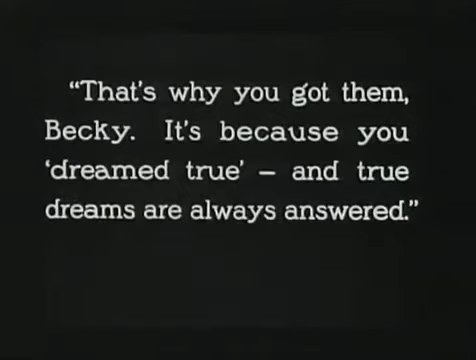 “That's why you got them,
Becky. It's because you
‘dreamed true’ – and true
dreams are always answered.”